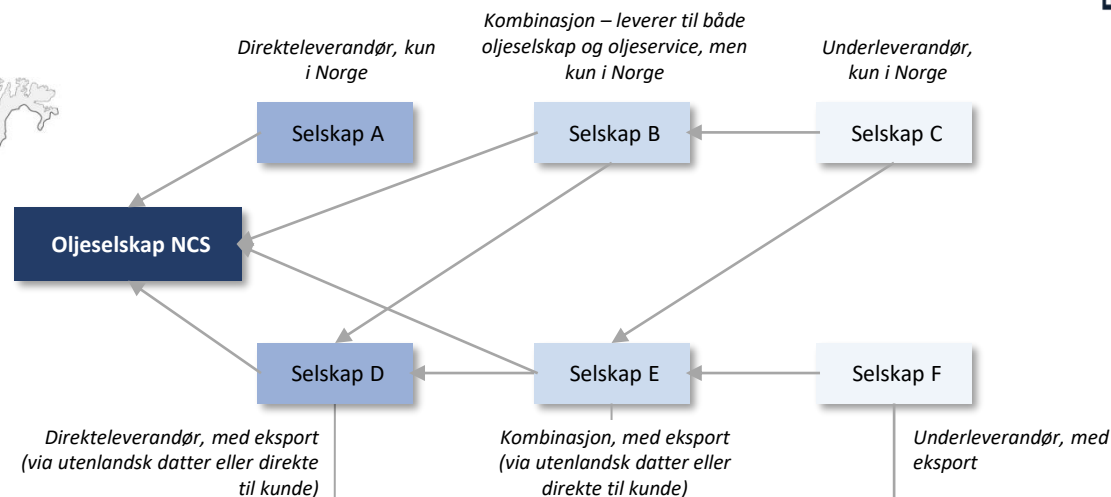 Kombinasjon – leverer til både
oljeselskap og oljeservice, men
kun i Norge
Direkteleverandør, kun
i Norge
Underleverandør,
kun i Norge
Selskap A
Selskap B
Selskap C
Oljeselskap NCS
Selskap D
Selskap E
Selskap F
Direkteleverandør, med eksport
(via utenlandsk datter eller direkte
til kunde)
Kombinasjon, med eksport
(via utenlandsk datter eller
direkte til kunde)
Underleverandør, med
eksport